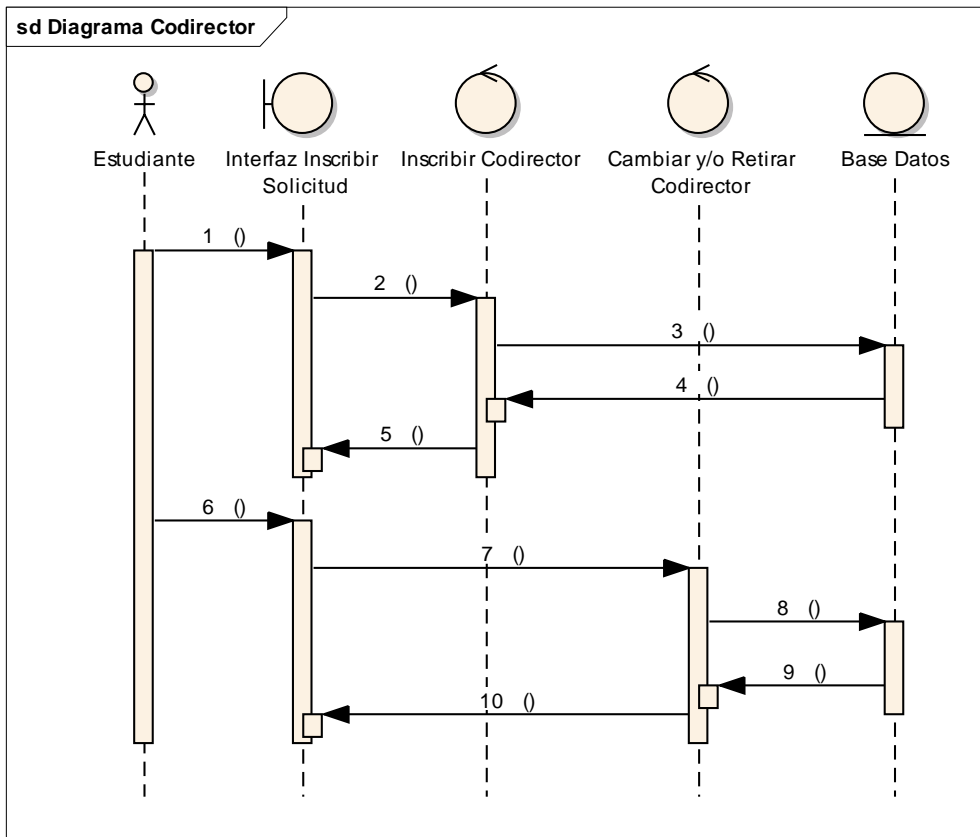 sd Diagrama Codirector
Estudiante
Interfaz Inscribir
Solicitud
Inscribir Codirector
Cambiar y/o Retirar
Codirector
Base Datos
1 ()
2 ()
3 ()
4 ()
5 ()
6 ()
7 ()
8 ()
9 ()
10 ()